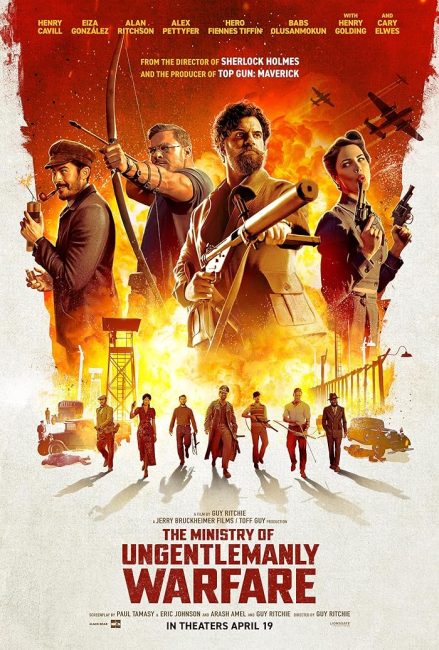 HENRY CAVILL
EIZA GONZÁLEZ
ALAN RITCHSON
ALEX PETTYFER
HERO FIENNES TIFFIN
BABS OLUSANMOKUN
WITH HENRY GOLDING
AND CARY ELWES
FROM THE DIRECTOR OF SHERLOCK HOLMES
AND THE PRODUCER OF TOP GUN: MAVERICK
A FILM BY GUY RITCHIE
A JERRY BRUCKHEIMER FILMS / TOFF GUY PRODUCTION
THE MINISTRY OF
UNGENTLEMANLY
WARFARE
SCREENPLAY BY PAUL TAMASY & ERIC JOHNSON AND ARASH AMEL AND GUY RITCHIE DIRECTED BY GUY RITCHIE
BLACK BEAR
IN THEATERS APRIL 19
LIONSGATE